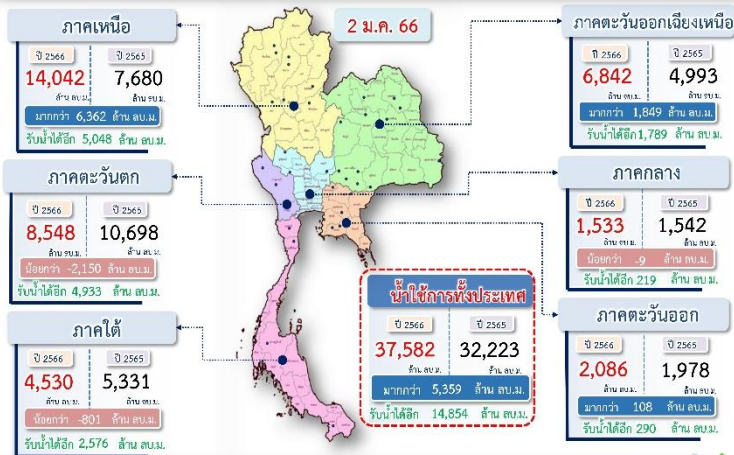 2 ม.ค. 66
ภาคเหนือ
ปี 2566 ปี 2565
14,042 7,680
ล้าน ลบ.ม. ล้าน ลบ.ม.
มากกว่า 6,362 ล้าน ลบ.ม.
รับน้ำได้อีก 5,048 ล้าน ลบ.ม.
ภาคตะวันออกเฉียงเหนือ
ปี 2566 ปี 2565
6,842 4,993
ล้าน ลบ.ม. ล้าน ลบ.ม.
มากกว่า 1,849 ล้าน ลบ.ม.
รับน้ำได้อีก 1,789 ล้าน ลบ.ม.
ภาคตะวันตก
ปี 2566 ปี 2565
8,548 10,698
ล้าน ลบ.ม. ล้าน ลบ.ม.
น้อยกว่า -2,150 ล้าน ลบ.ม.
รับน้ำได้อีก 4,933 ล้าน ลบ.ม.
ภาคกลาง
ปี 2566 ปี 2565
1,533 1,542
ล้าน ลบ.ม. ล้าน ลบ.ม.
น้อยกว่า -9 ล้าน ลบ.ม.
รับน้ำได้อีก 219 ล้าน ลบ.ม.
ภาคใต้
ปี 2566 ปี 2565
4,530 5,331
ล้าน ลบ.ม. ล้าน ลบ.ม.
น้อยกว่า -801 ล้าน ลบ.ม.
รับน้ำได้อีก 2,576 ล้าน ลบ.ม.
น้ำใช้การทั้งประเทศ
ปี 2566 ปี 2565
37,582 32,223
ล้าน ลบ.ม. ล้าน ลบ.ม.
มากกว่า 5,359 ล้าน ลบ.ม.
รับน้ำได้อีก 14,854 ล้าน ลบ.ม.
ภาคตะวันออก
ปี 2566 ปี 2565
2,086 1,978
ล้าน ลบ.ม. ล้าน ลบ.ม.
มากกว่า 108 ล้าน ลบ.ม.
รับน้ำได้อีก 290 ล้าน ลบ.ม.